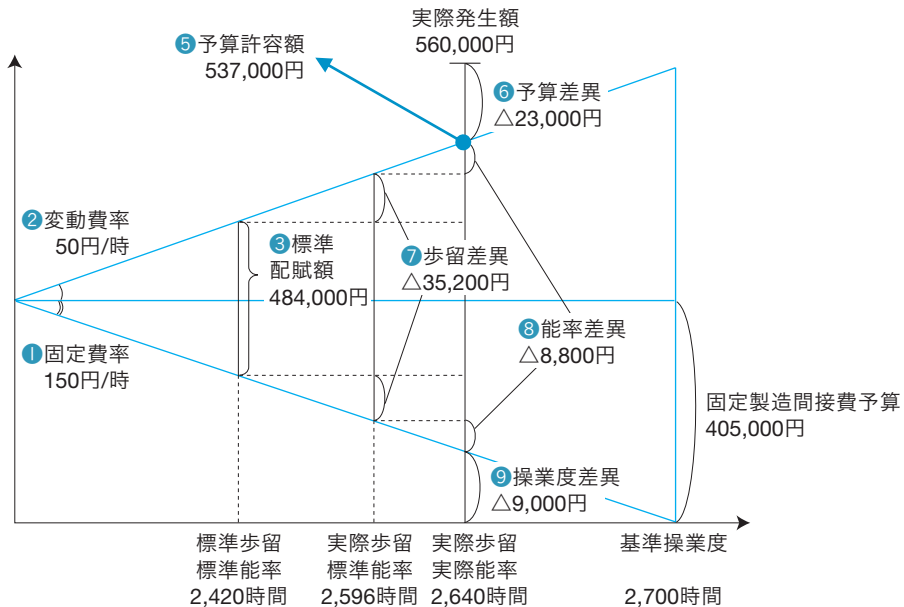 実際発生額
560,000円
❺予算許容額
537,000円
❻予算差異
△23,000円
❷変動費率
50円/時
❸標準
配賦額
484,000円
❼歩留差異
△35,200円
❶固定費率
150円/時
❽能率差異
△8,800円
固定製造間接費予算
405,000円
❾操業度差異
△9,000円
標準歩留
標準能率
2,420時間
実際歩留
標準能率
2,596時間
実際歩留
実際能率
2,640時間
基準操業度
2,700時間